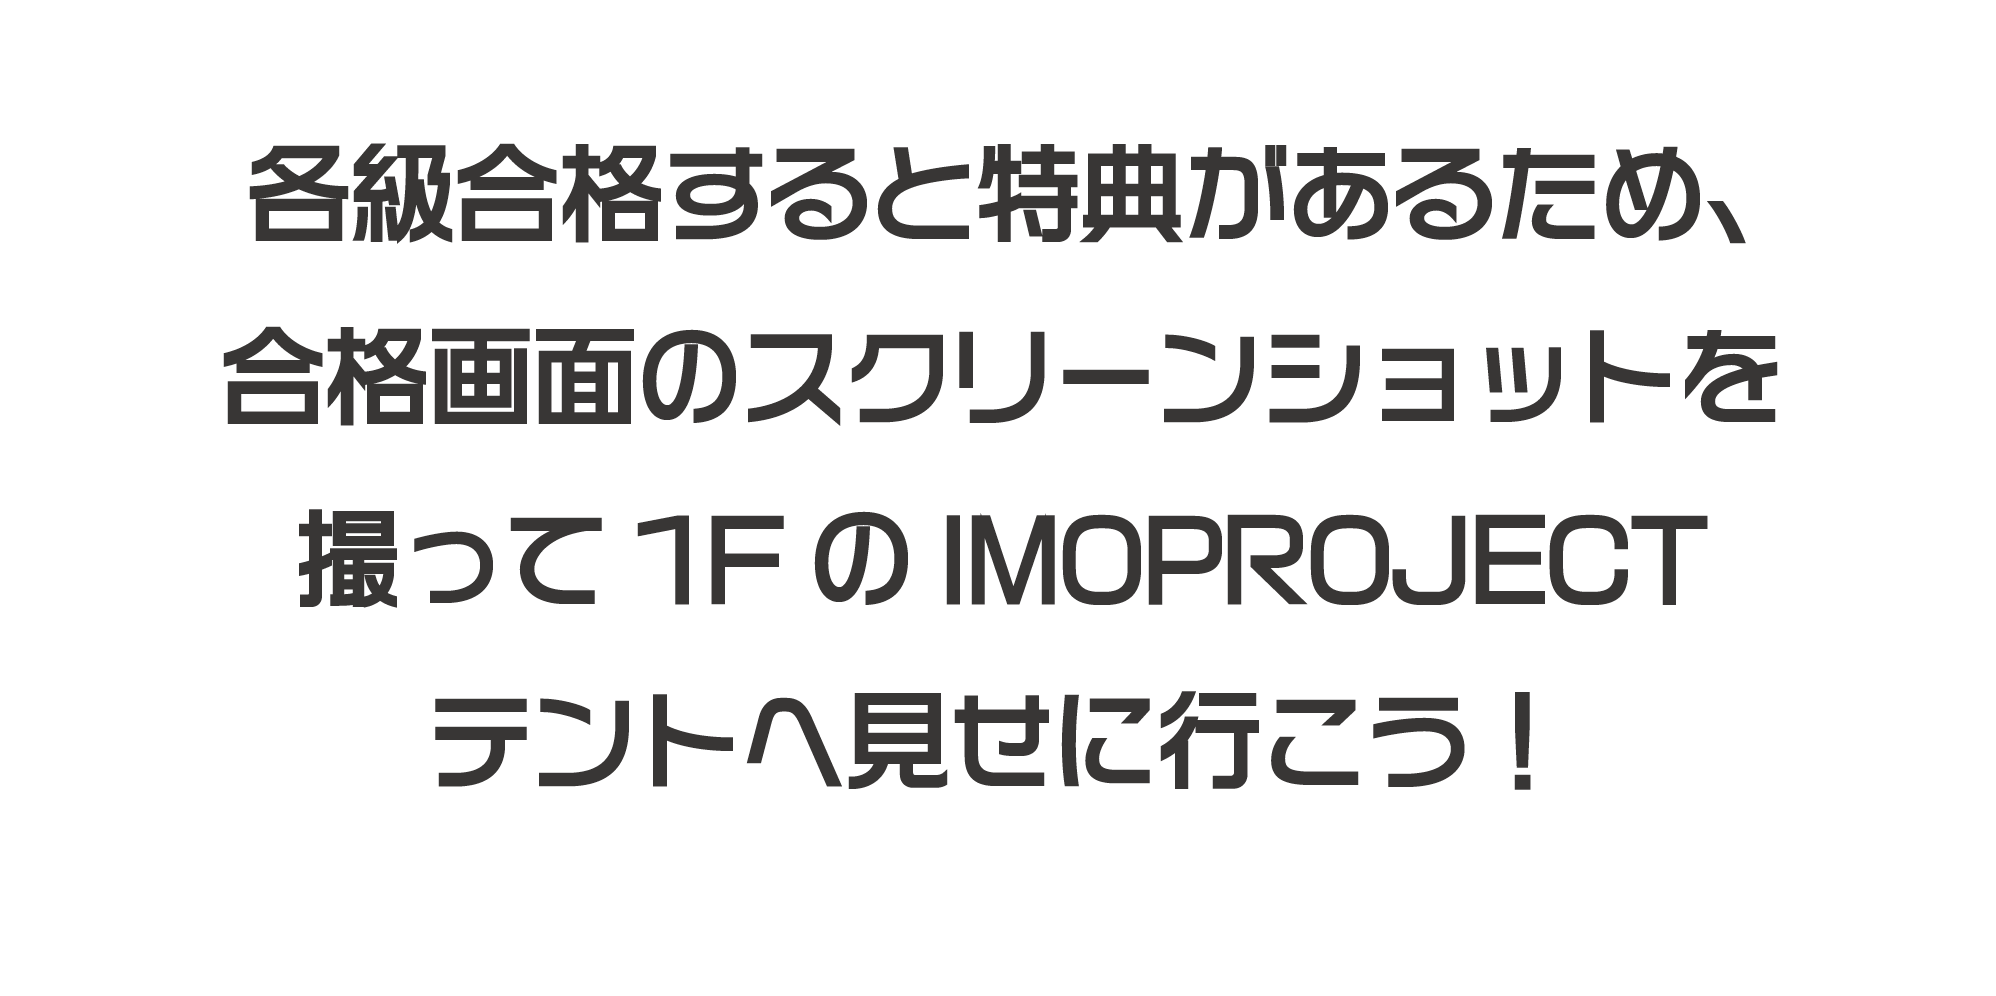 各級合格すると特典があるため、
合格画面のスクリーンショットを
撮って 1F の IMOPROJECT
テントへ見せに行こう！